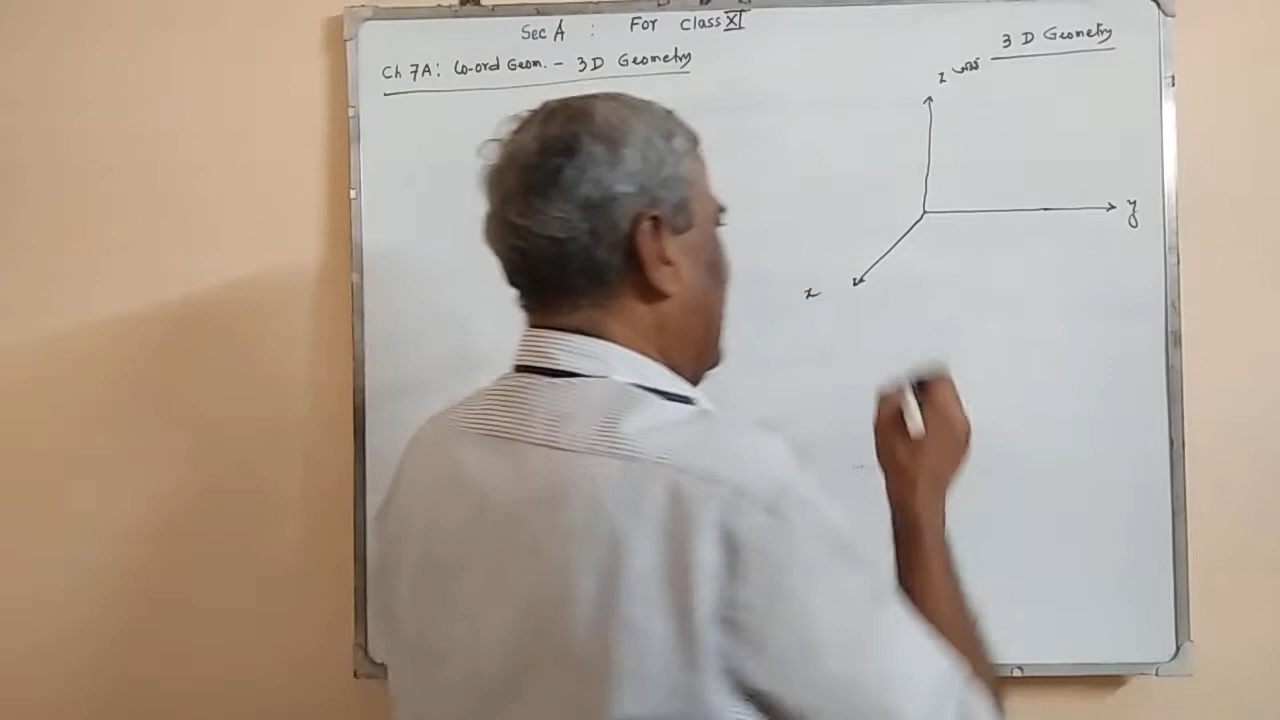 Sec A : For class XI
Ch 7A: Co-ord Geom. - 3D Geometry
3 D Geometry
z axis
y
x